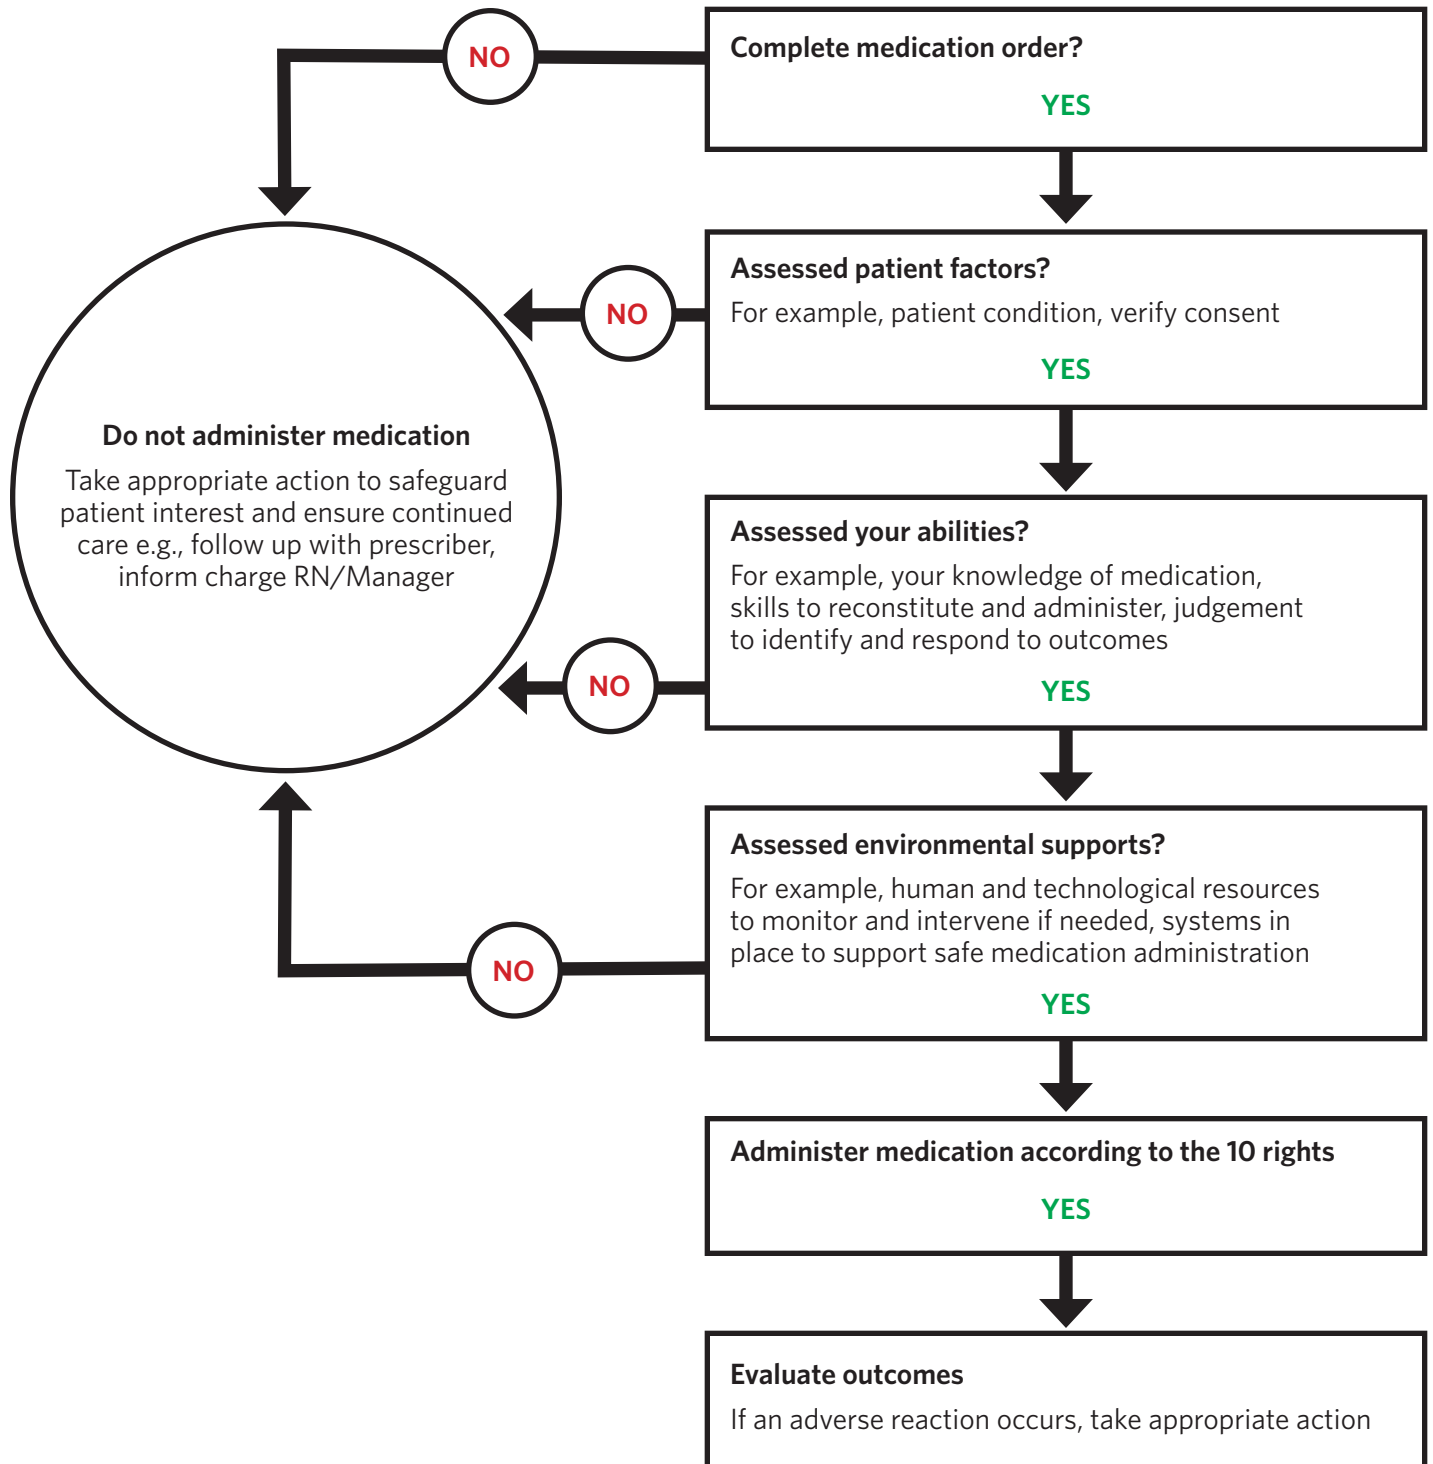 Complete medication order?
YES
NO
Assessed patient factors?
For example, patient condition, verify consent
YES
NO
Do not administer medication
Take appropriate action to safeguard
patient interest and ensure continued
care e.g., follow up with prescriber,
inform charge RN/Manager
Assessed your abilities?
For example, your knowledge of medication,
skills to reconstitute and administer, judgement
to identify and respond to outcomes
YES
NO
Assessed environmental supports?
For example, human and technological resources
to monitor and intervene if needed, systems in
place to support safe medication administration
YES
NO
Administer medication according to the 10 rights
YES
Evaluate outcomes
If an adverse reaction occurs, take appropriate action